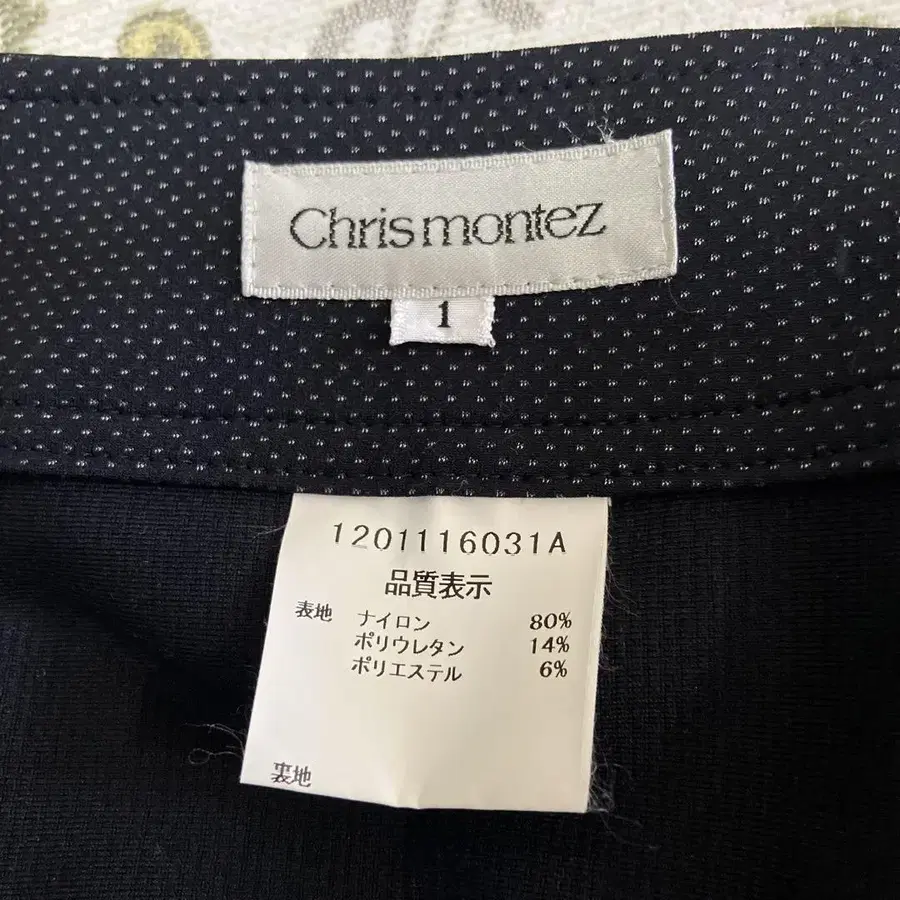 Chris montez
1
1201116031A
品質表示
表地 ナイロン 80%
ポリウレタン 14%
ポリエステル 6%
裏地